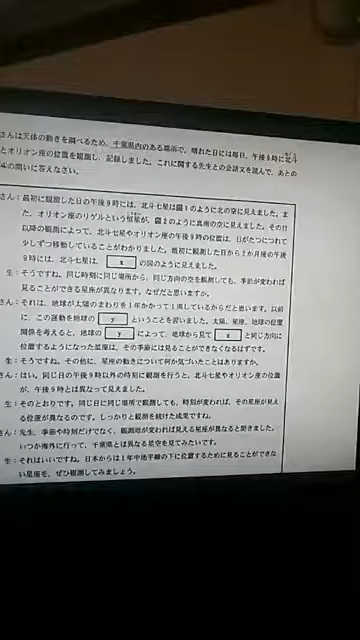 さんは天体の動きを調べるため、千葉県内のある場所で、晴れた日には毎日、午後9時に北斗
とオリオン座の位置を観測し、記録しました。これに関する先生との会話文を読んで、あとの
の問いに答えなさい。
さん：最初に観測した日の午後9時には、北斗七星は図1のように北の空に見えました。ま
た、オリオン座のリゲルという恒星が、図2のように真南の空に見えました。その日
以降の観測によって、北斗七星やオリオン座の午後9時の位置は、日がたつにつれて
少しずつ移動していることがわかりました。最初に観測した日から
月後の午後
9時には、北斗七星は x の図のように見えました。
生：そうですね。同じ時刻に同じ場所から、同じ方向の空を観測しても、季節が変われば
見ることができる星座が異なります。なぜだと思いますか。
さん：それは、地球が太陽のまわりを1年かかって1周しているからだと思います。以前
に、この運動を地球の y ということを習いました。太陽、星座、地球の位置
関係を考えると、地球の y によって、地球から見て z と同じ方向に
位置するようになった星座は、その季節には見ることができなくなるはずです。
生：そうですね。その他に、星座の動きについて何か気づいたことはありますか。
さん：はい。同じ日の午後9時以外の時刻に観測を行うと、北斗七星やオリオン座の位置
が、午後9時とは異なって見えました。
生：そのとおりです。同じ日に同じ場所で観測しても、時刻が変われば、その星座が見え
る位置が異なるのです。しっかりと観測を続けた成果ですね。
さん：先生、季節や時刻だけでなく、観測地が変われば見える星座が異なると聞きました。
いつか海外に行って、千葉県とは異なる星空を見てみたいです。
生：それはいいですね。日本からは1年中地平線の下に位置するために見ることができな
い星座を、ぜひ観測してみましょう。